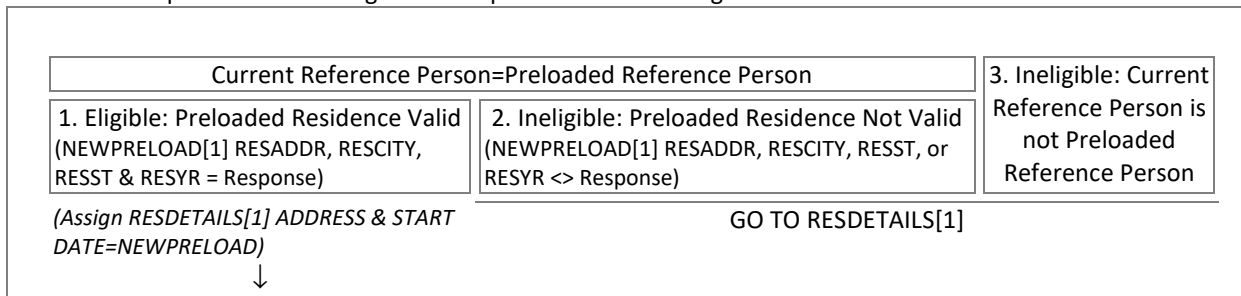 Current Reference Person=Preloaded Reference Person
1. Eligible: Preloaded Residence Valid
(NEWPRELOAD[1] RESADDR, RESCITY,
RESST & RESYR = Response)
2. Ineligible: Preloaded Residence Not Valid
(NEWPRELOAD[1] RESADDR, RESCITY, RESST, or
RESYR <> Response)
3. Ineligible: Current
Reference Person is
not Preloaded
Reference Person
(Assign RESDETAILS[1] ADDRESS & START
DATE=NEWPRELOAD)
↓
GO TO RESDETAILS[1]